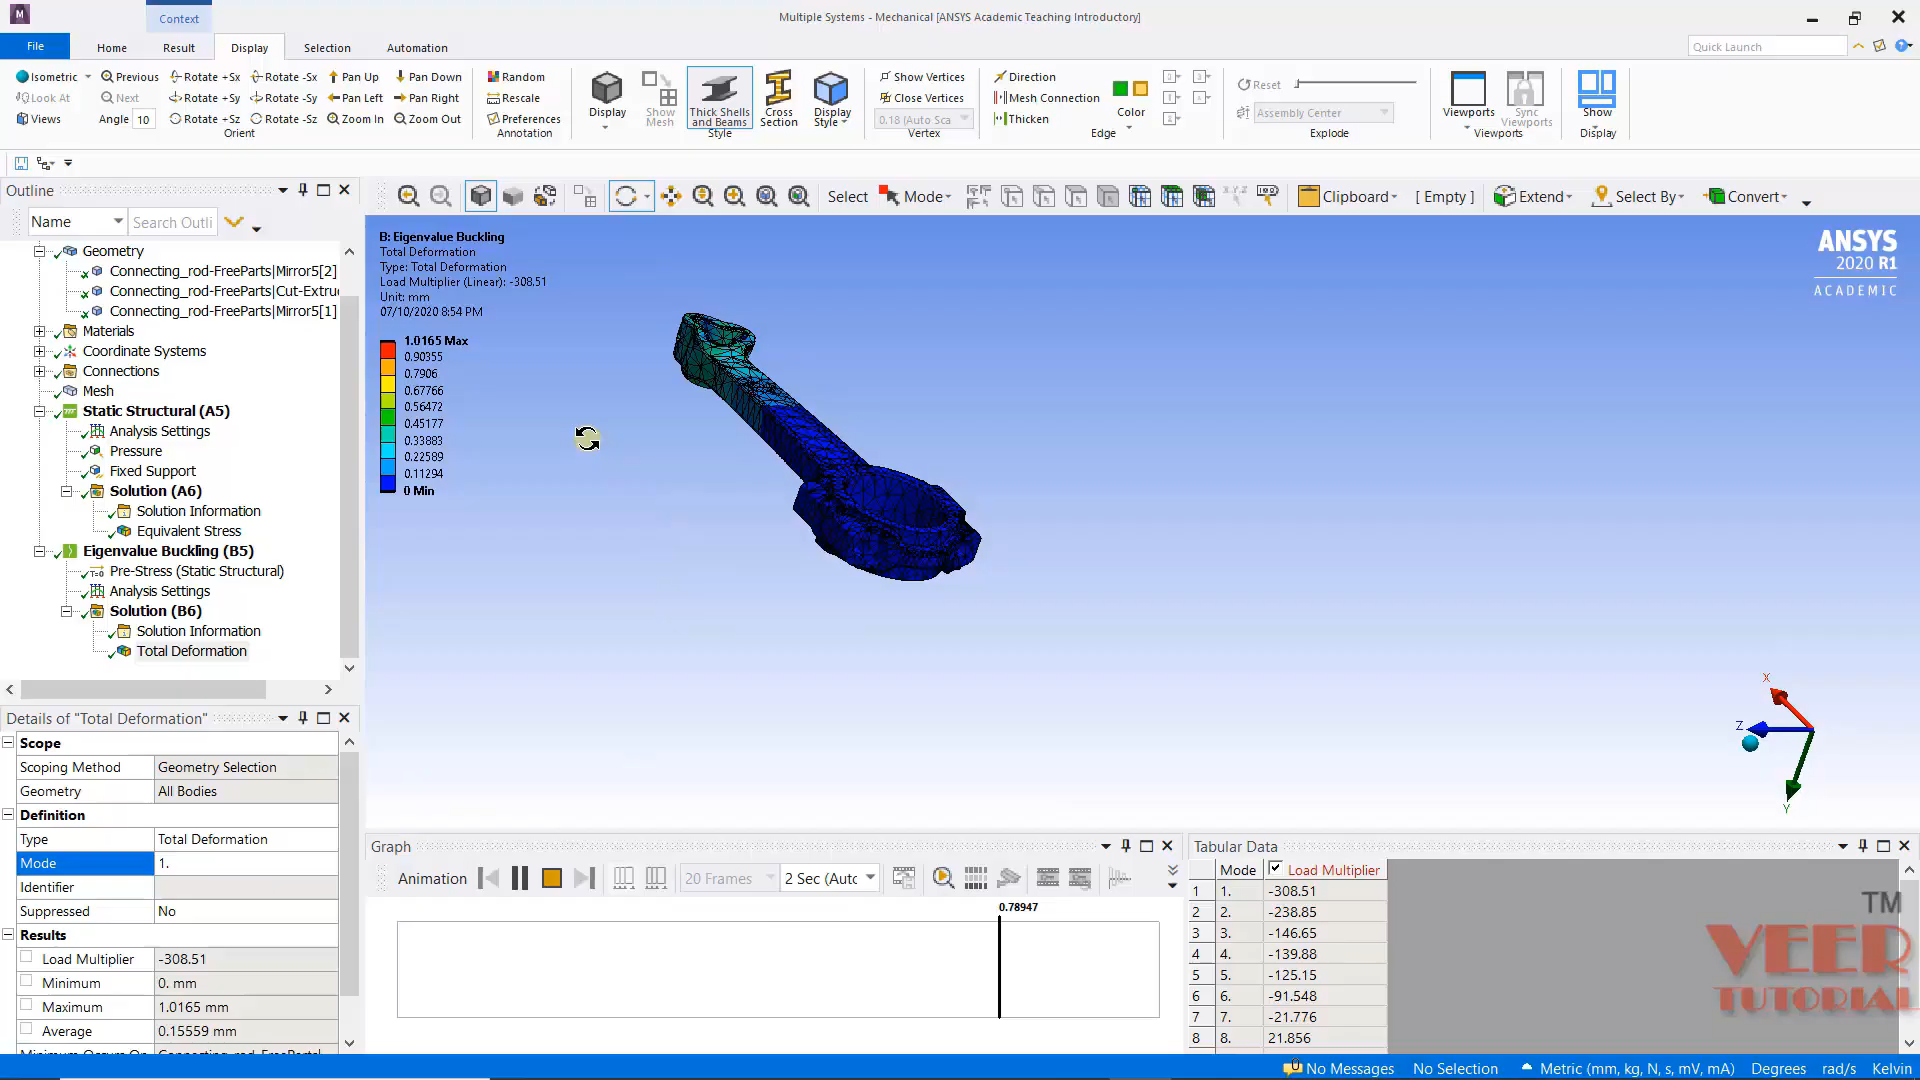 Context
Multiple Systems - Mechanical [ANSYS Academic Teaching Introductory]
File
Home
Result
Display
Selection
Automation
Quick Launch
Isometric
Previous
Rotate +Sx
Rotate -Sx
Pan Up
Pan Down
Look At
Next
Rotate +Sy
Rotate -Sy
Pan Left
Pan Right
Views
Angle 10
Rotate +Sz
Rotate -Sz
Zoom In
Zoom Out
Orient
Random
Rescale
Preferences
Annotation
Display
Show Mesh
Thick Shells and Beams
Cross Section
Display Style
Style
Show Vertices
Close Vertices
0.18 (Auto Sca
Vertex
Direction
Mesh Connection
Thicken
Color
Edge
Reset
Assembly Center
Explode
Viewports
Sync Viewports
Viewports
Show
Display
Outline
Name
Search Outli
Select
Mode
Clipboard
[ Empty ]
Extend
Select By
Convert
Geometry
Connecting_rod-FreeParts|Mirror5[2]
Connecting_rod-FreeParts|Cut-Extru
Connecting_rod-FreeParts|Mirror5[1]
Materials
Coordinate Systems
Connections
Mesh
Static Structural (A5)
Analysis Settings
Pressure
Fixed Support
Solution (A6)
Solution Information
Equivalent Stress
Eigenvalue Buckling (B5)
Pre-Stress (Static Structural)
Analysis Settings
Solution (B6)
Solution Information
Total Deformation
B: Eigenvalue Buckling
Total Deformation
Type: Total Deformation
Load Multiplier (Linear): -308.51
Unit: mm
07/10/2020 8:54 PM
1.0165 Max
0.90355
0.7906
0.67766
0.56472
0.45177
0.33883
0.22589
0.11294
0 Min
ANSYS
2020 R1
ACADEMIC
X
Z
Y
Details of "Total Deformation"
Scope
Scoping Method Geometry Selection
Geometry All Bodies
Definition
Type Total Deformation
Mode 1.
Identifier
Suppressed No
Results
Load Multiplier -308.51
Minimum 0. mm
Maximum 1.0165 mm
Average 0.15559 mm
Graph
Animation
20 Frames
2 Sec (Auto
0.78947
Tabular Data
Mode Load Multiplier
1 1. -308.51
2 2. -238.85
3 3. -146.65
4 4. -139.88
5 5. -125.15
6 6. -91.548
7 7. -21.776
8 8. 21.856
TM
VEER
TUTORIAL
No Messages
No Selection
Metric (mm, kg, N, s, mV, mA)
Degrees
rad/s
Kelvin